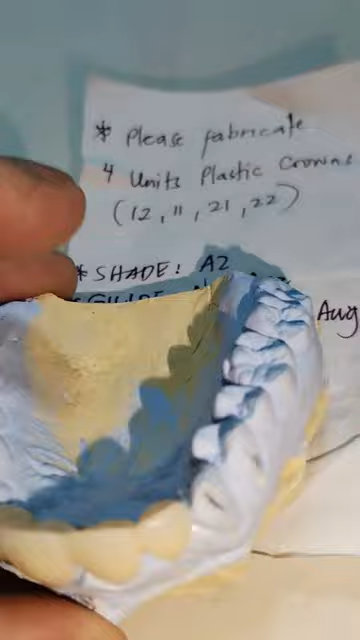 * Please fabricate
4 Units Plastic Crowns
(12, 11, 21, 22)
* SHADE: A2
Aug